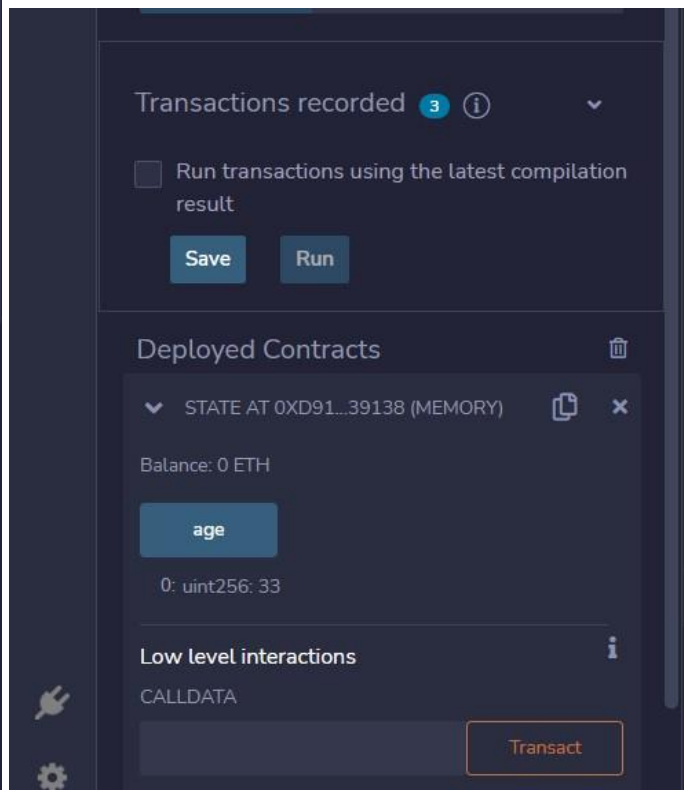 Transactions recorded 3 i
Run transactions using the latest compilation
result
Save Run
Deployed Contracts
STATE AT 0XD91...39138 (MEMORY)
Balance: 0 ETH
age
0: uint256: 33
Low level interactions i
CALLDATA
Transact